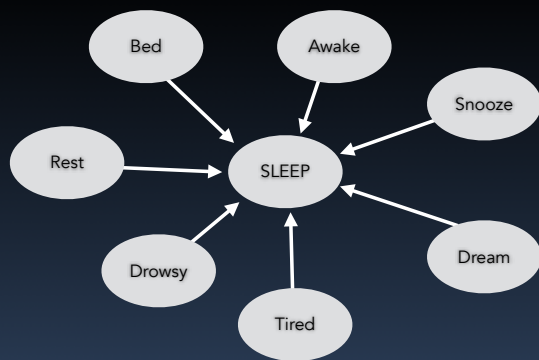 Bed
Awake
Snooze
Rest
SLEEP
Drowsy
Dream
Tired